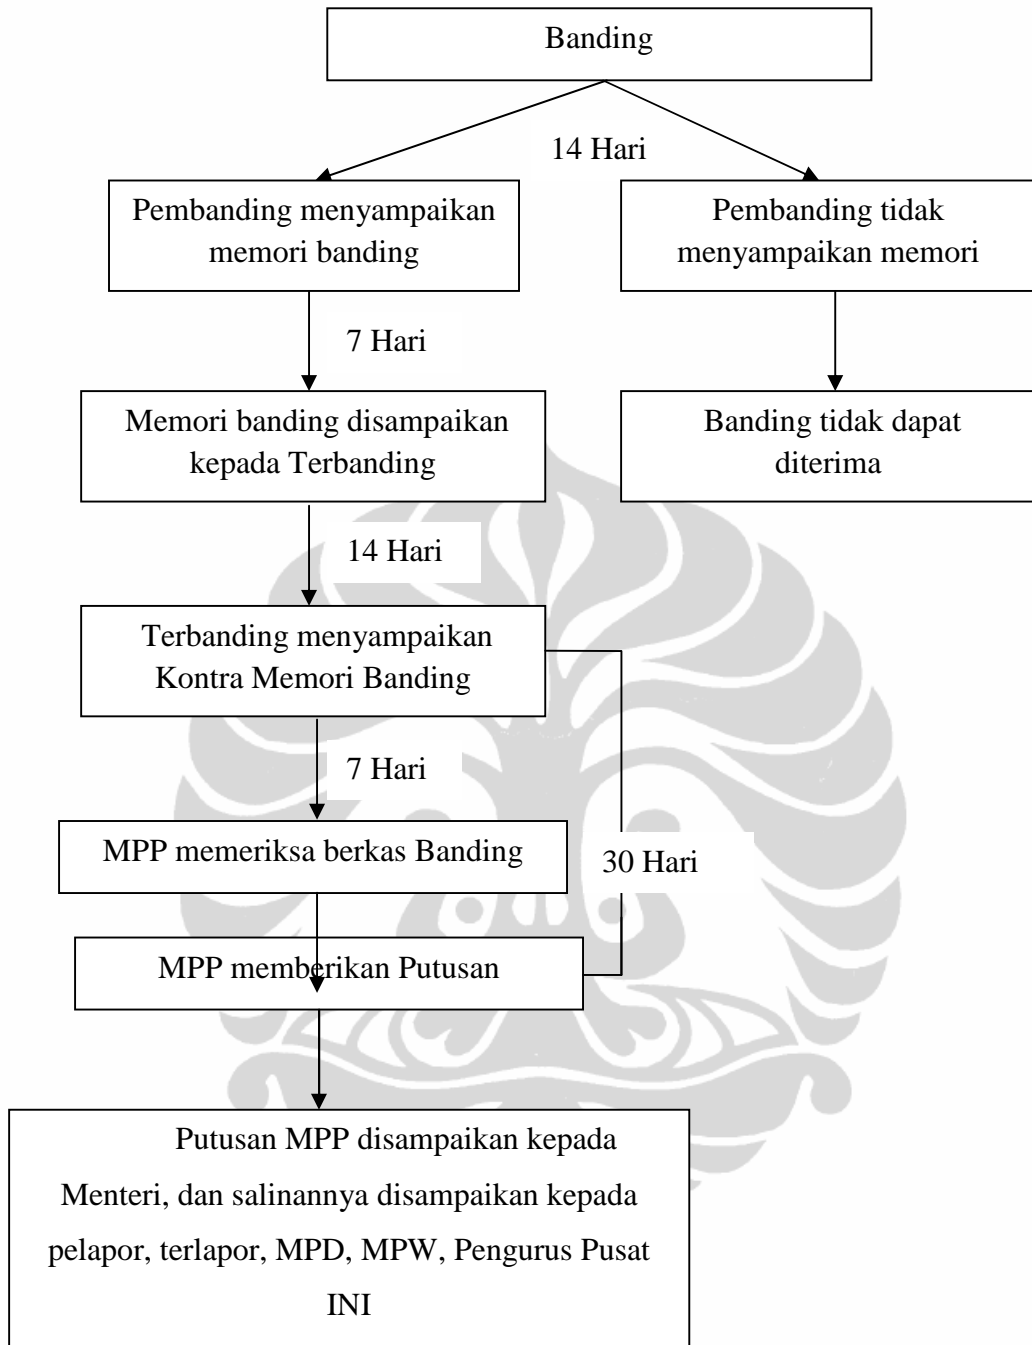 Banding
14 Hari
Pembanding menyampaikan
memori banding
Pembanding tidak
menyampaikan memori
7 Hari
Memori banding disampaikan
kepada Terbanding
Banding tidak dapat
diterima
14 Hari
Terbanding menyampaikan
Kontra Memori Banding
7 Hari
MPP memeriksa berkas Banding
30 Hari
MPP memberikan Putusan
Putusan MPP disampaikan kepada
Menteri, dan salinannya disampaikan kepada
pelapor, terlapor, MPD, MPW, Pengurus Pusat
INI